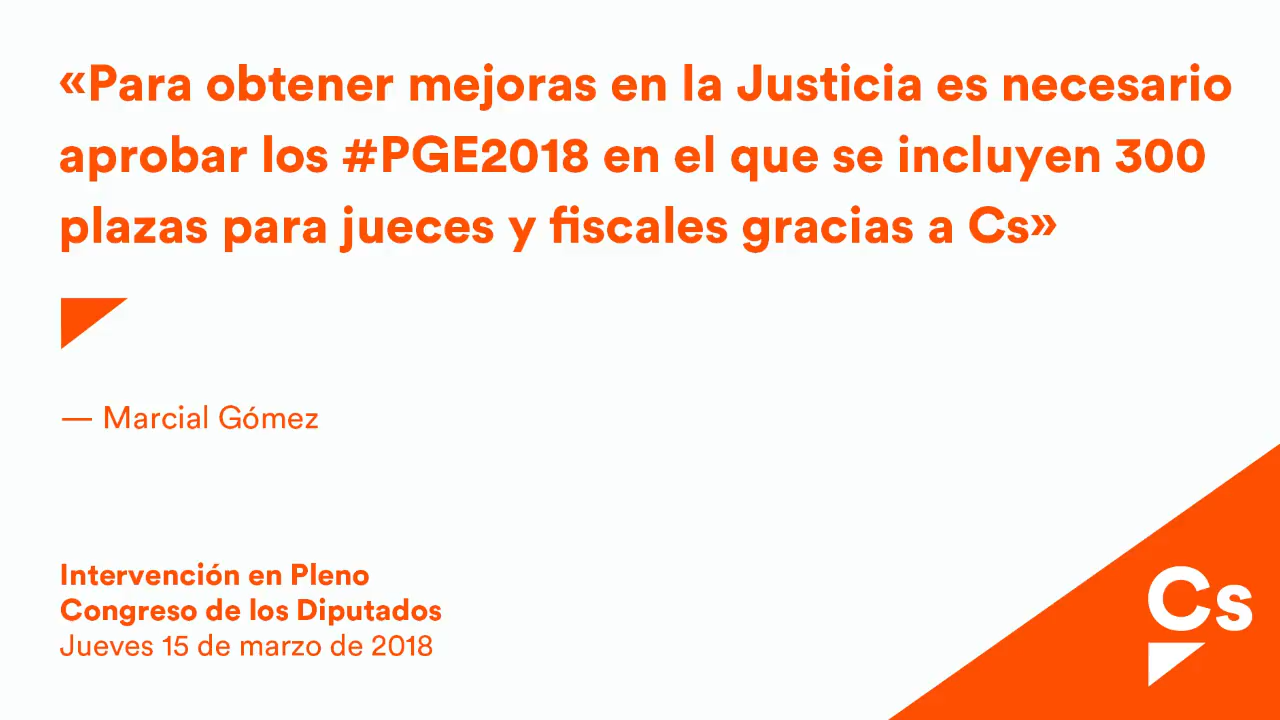 «Para obtener mejoras en la Justicia es necesario
aprobar los #PGE2018 en el que se incluyen 300
plazas para jueces y fiscales gracias a Cs»
— Marcial Gómez
Intervención en Pleno
Congreso de los Diputados
Jueves 15 de marzo de 2018
Cs